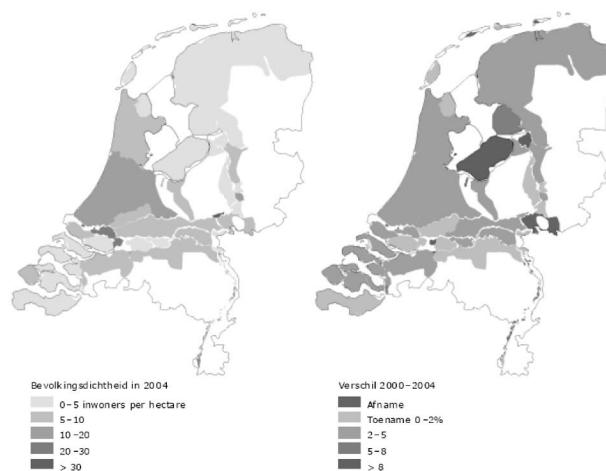 Bevolkingsdichtheid in 2004
0–5 inwoners per hectare
5–10
10–20
20–30
> 30
Verschil 2000–2004
Afname
Toename 0–2%
2–5
5–8
> 8